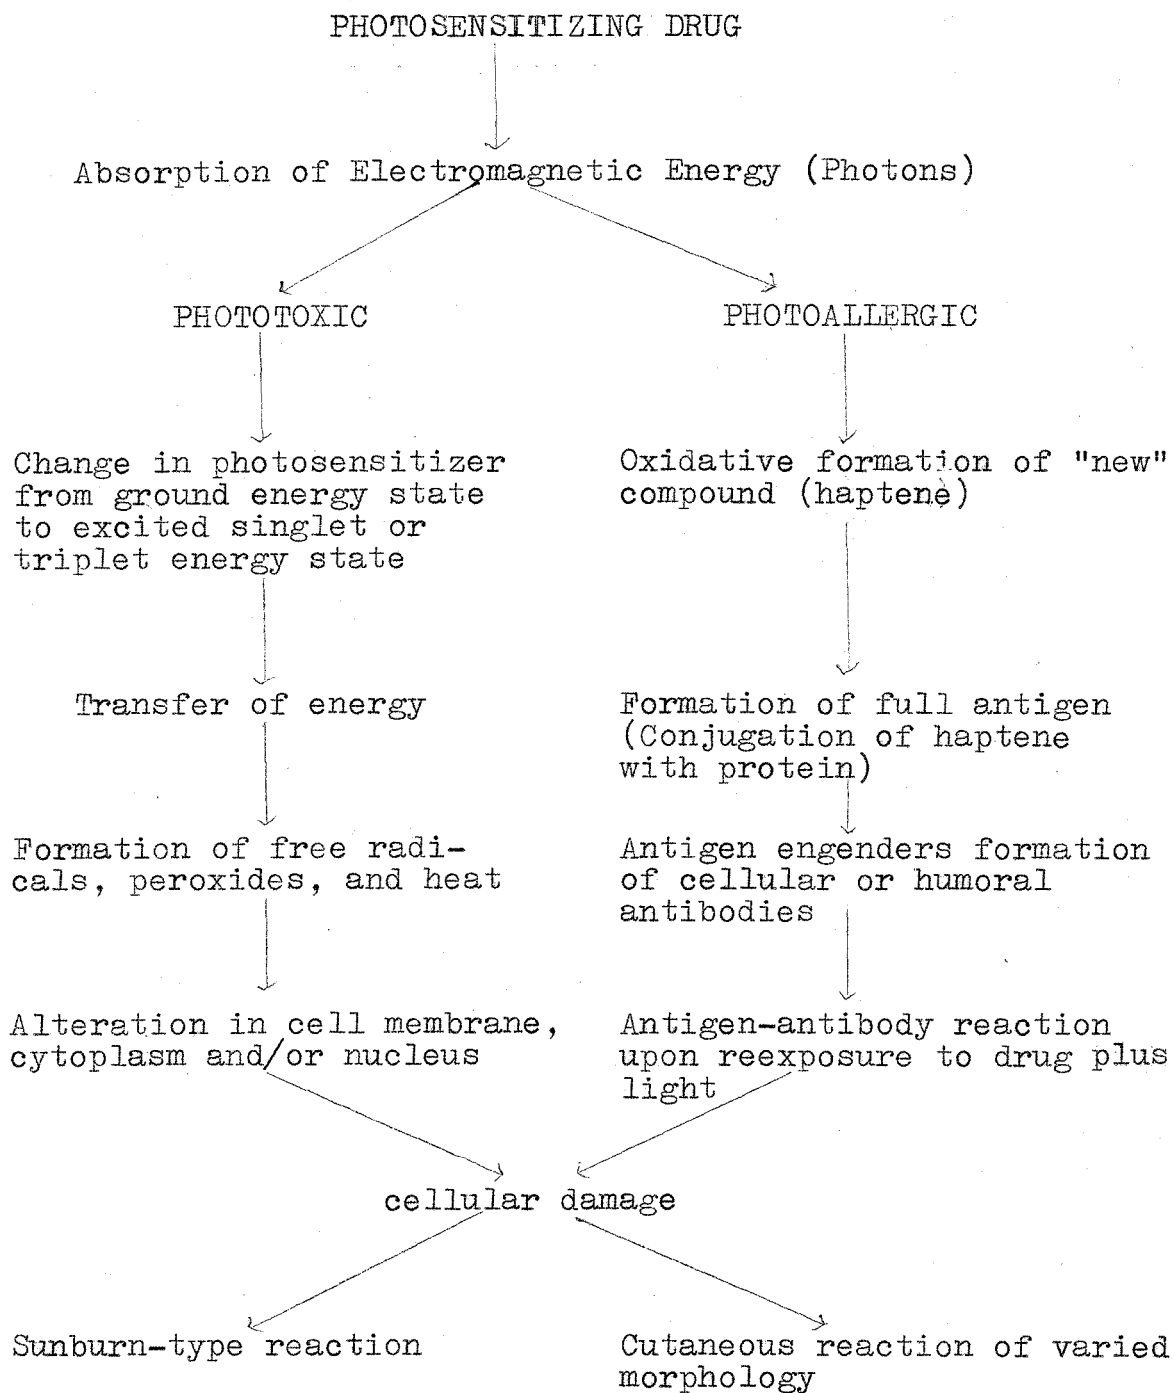 PHOTOSENSITIZING DRUG
Absorption of Electromagnetic Energy (Photons)
PHOTOTOXIC
PHOTOALLERGIC
Change in photosensitizer
from ground energy state
to excited singlet or
triplet energy state
Oxidative formation of "new"
compound (haptene)
Transfer of energy
Formation of full antigen
(Conjugation of haptene
with protein)
Formation of free radi-
cals, peroxides, and heat
Antigen engenders formation
of cellular or humoral
antibodies
Alteration in cell membrane,
cytoplasm and/or nucleus
Antigen-antibody reaction
upon reexposure to drug plus
light
cellular damage
Sunburn-type reaction
Cutaneous reaction of varied
morphology